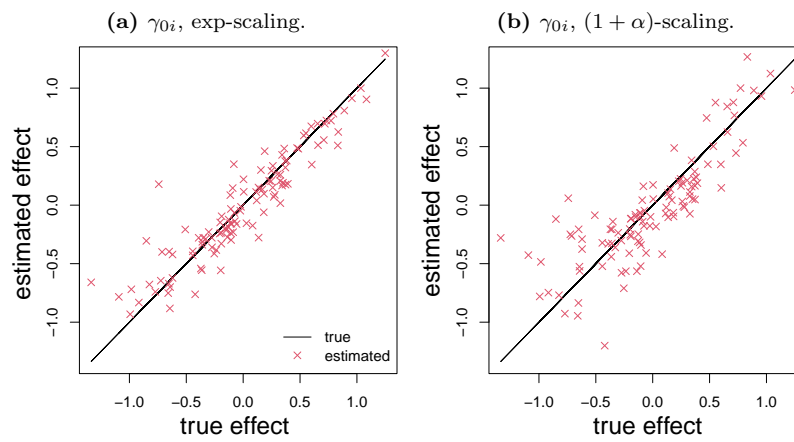 (a) γ0i, exp-scaling.
(b) γ0i, (1 + α)-scaling.
estimated effect
1.0
0.5
0.0
−0.5
−1.0
true
estimated
−1.0 −0.5 0.0 0.5 1.0
true effect
estimated effect
1.0
0.5
0.0
−0.5
−1.0
−1.0 −0.5 0.0 0.5 1.0
true effect